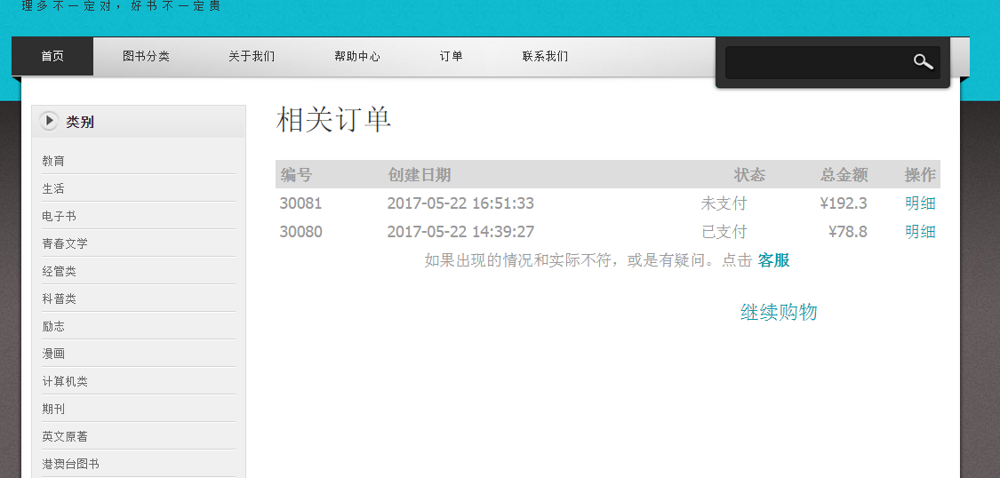 理多不一定对，好书不一定贵
首页 图书分类 关于我们 帮助中心 订单 联系我们
类别
教育
生活
电子书
青春文学
经管类
科普类
励志
漫画
计算机类
期刊
英文原著
港澳台图书
相关订单
编号 创建日期 状态 总金额 操作
30081 2017-05-22 16:51:33 未支付 ¥192.3 明细
30080 2017-05-22 14:39:27 已支付 ¥78.8 明细
如果出现的情况和实际不符，或是有疑问。点击 客服
继续购物